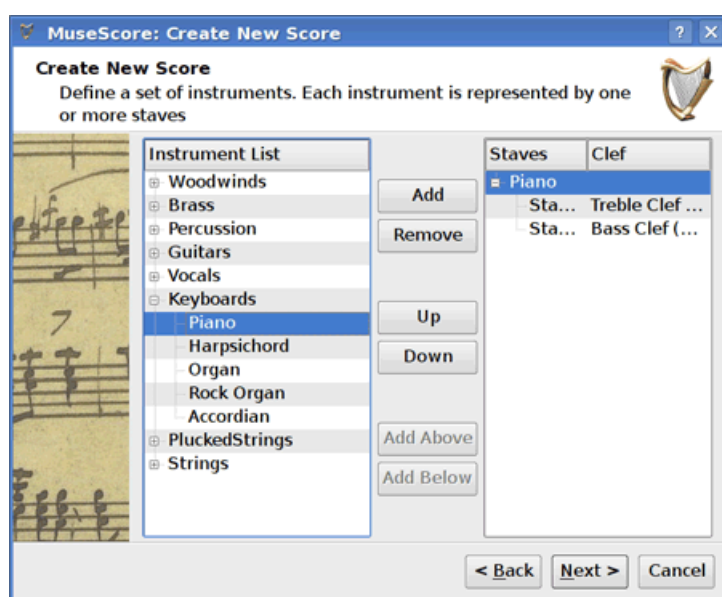 MuseScore: Create New Score
Create New Score
Define a set of instruments. Each instrument is represented by one
or more staves
Instrument List
Woodwinds
Brass
Percussion
Guitars
Vocals
Keyboards
Piano
Harpsichord
Organ
Rock Organ
Accordian
PluckedStrings
Strings
Add
Remove
Up
Down
Add Above
Add Below
Staves Clef
Piano
Sta... Treble Clef ...
Sta... Bass Clef (...
< Back Next > Cancel